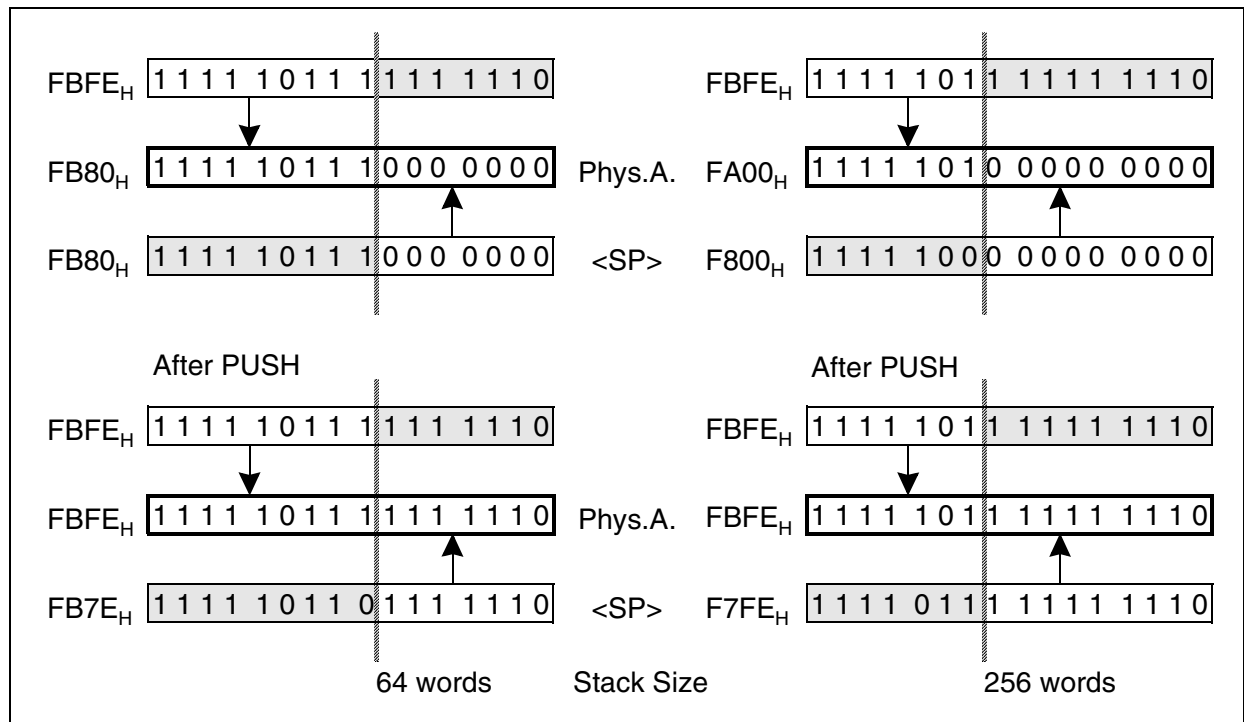 FBFEH 1111 1011 1111 1110 FBFEH 1111 1011 1111 1110
FB80H 1111 1011 1000 0000 Phys.A. FA00H 1111 1010 0000 0000
FB80H 1111 1011 1000 0000 <SP> F800H 1111 1000 0000 0000
After PUSH After PUSH
FBFEH 1111 1011 1111 1110 FBFEH 1111 1011 1111 1110
FBFEH 1111 1011 1111 1110 Phys.A. FBFEH 1111 1011 1111 1110
FB7EH 1111 1011 0111 1110 <SP> F7FEH 1111 0111 1111 1110
64 words Stack Size 256 words